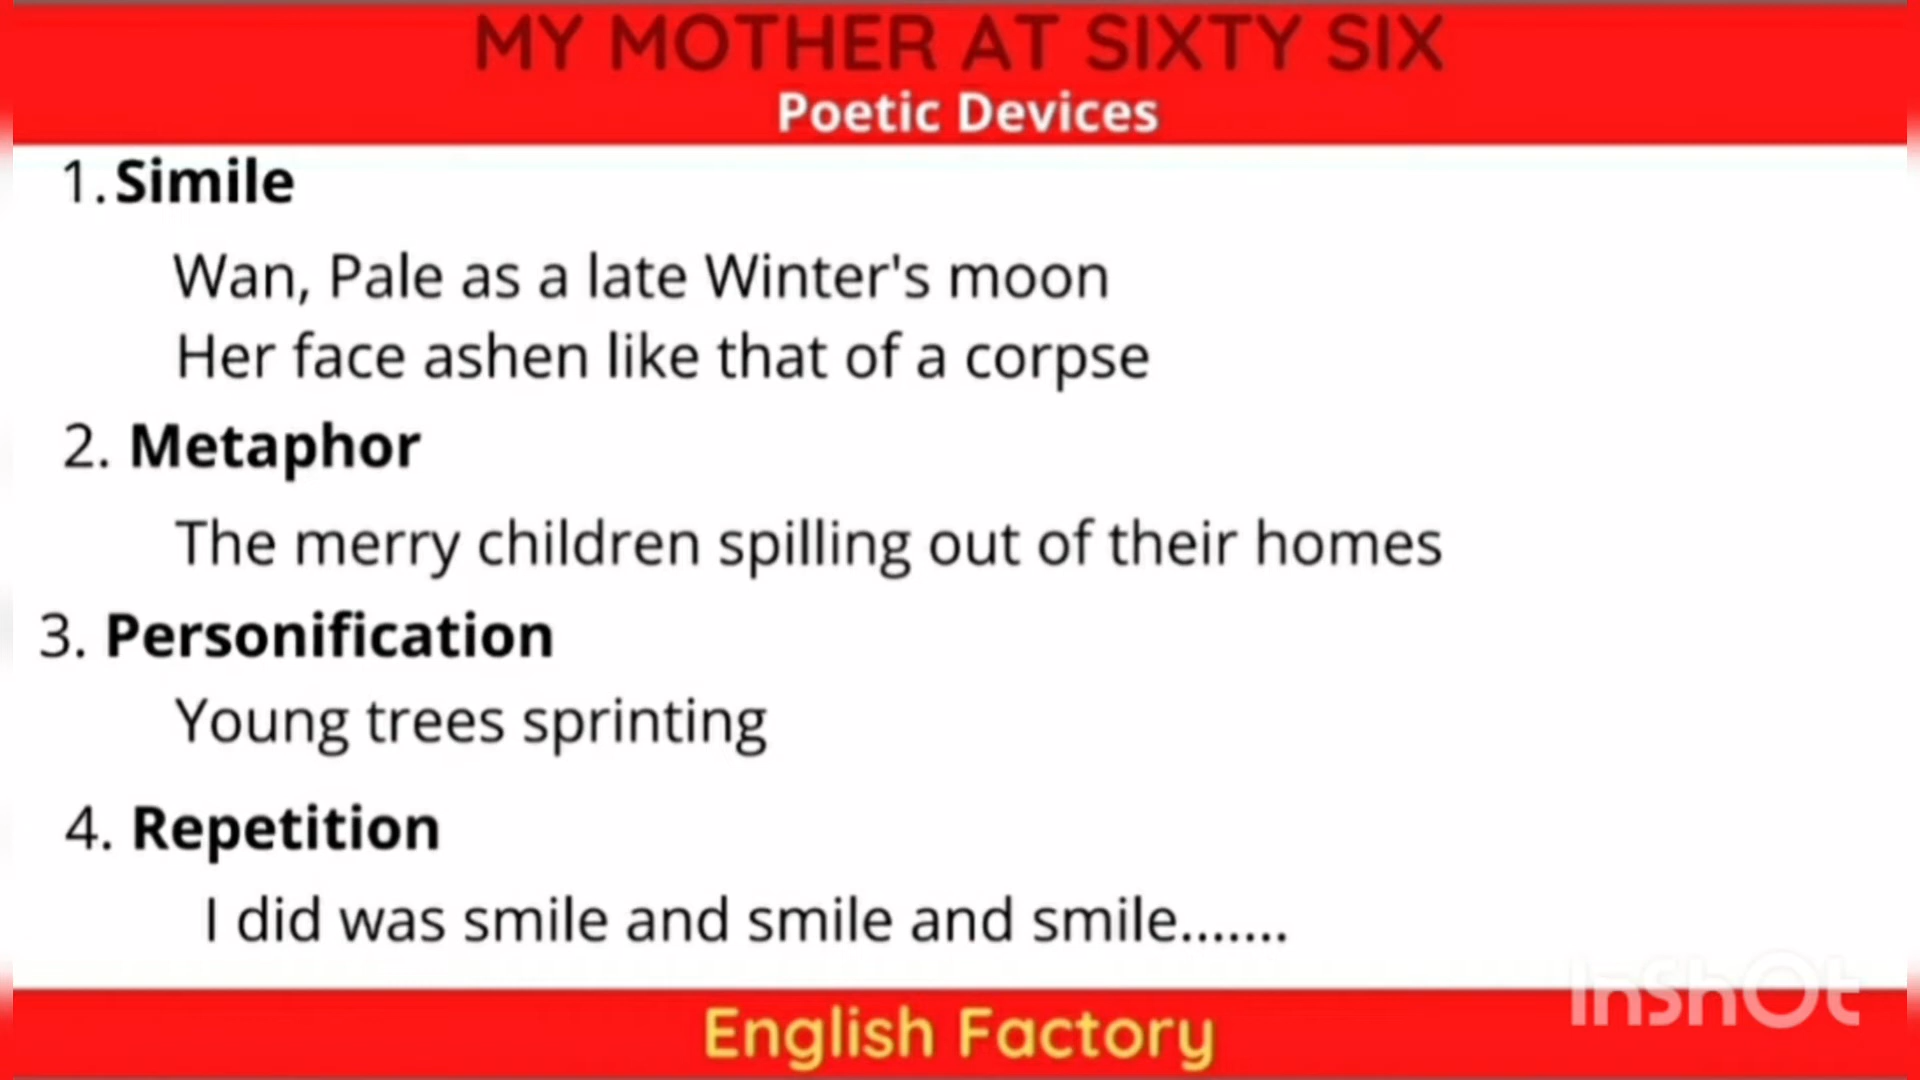 MY MOTHER AT SIXTY SIX
Poetic Devices
1. Simile
Wan, Pale as a late Winter's moon
Her face ashen like that of a corpse
2. Metaphor
The merry children spilling out of their homes
3. Personification
Young trees sprinting
4. Repetition
I did was smile and smile and smile.......
InShOt
English Factory